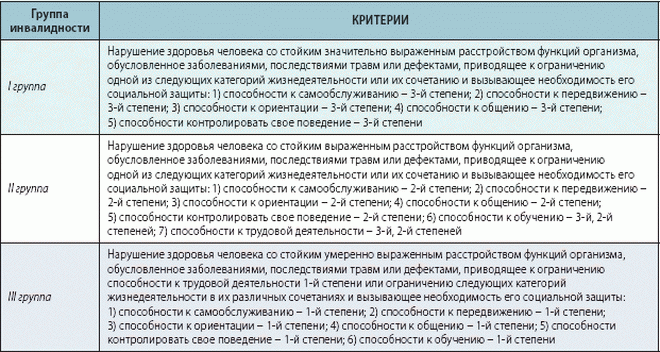 Группа
инвалидности
КРИТЕРИИ
I группа
Нарушение здоровья человека со стойким значительно выраженным расстройством функций организма,
обусловленное заболеваниями, последствиями травм или дефектами, приводящее к ограничению
одной из следующих категорий жизнедеятельности или их сочетанию и вызывающее необходимость его
социальной защиты: 1) способности к самообслуживанию – 3-й степени; 2) способности к передвижению –
3-й степени; 3) способности к ориентации – 3-й степени; 4) способности к общению – 3-й степени;
5) способности контролировать свое поведение – 3-й степени
II группа
Нарушение здоровья человека со стойким выраженным расстройством функций организма,
обусловленное заболеваниями, последствиями травм или дефектами, приводящее к ограничению
одной из следующих категорий жизнедеятельности или их сочетанию и вызывающее необходимость его
социальной защиты: 1) способности к самообслуживанию – 2-й степени; 2) способности к передвижению –
2-й степени; 3) способности к ориентации – 2-й степени; 4) способности к общению – 2-й степени;
5) способности контролировать свое поведение – 2-й степени; 6) способности к обучению – 3-й, 2-й
степеней; 7) способности к трудовой деятельности – 3-й, 2-й степеней
III группа
Нарушение здоровья человека со стойким умеренно выраженным расстройством функций организма,
обусловленное заболеваниями, последствиями травм или дефектами, приводящее к ограничению
способности к трудовой деятельности 1-й степени или ограничению следующих категорий
жизнедеятельности в их различных сочетаниях и вызывающее необходимость его социальной защиты:
1) способности к самообслуживанию – 1-й степени; 2) способности к передвижению – 1-й степени;
3) способности к ориентации – 1-й степени; 4) способности к общению – 1-й степени; 5) способности
контролировать свое поведение – 1-й степени; 6) способности к обучению – 1-й степени